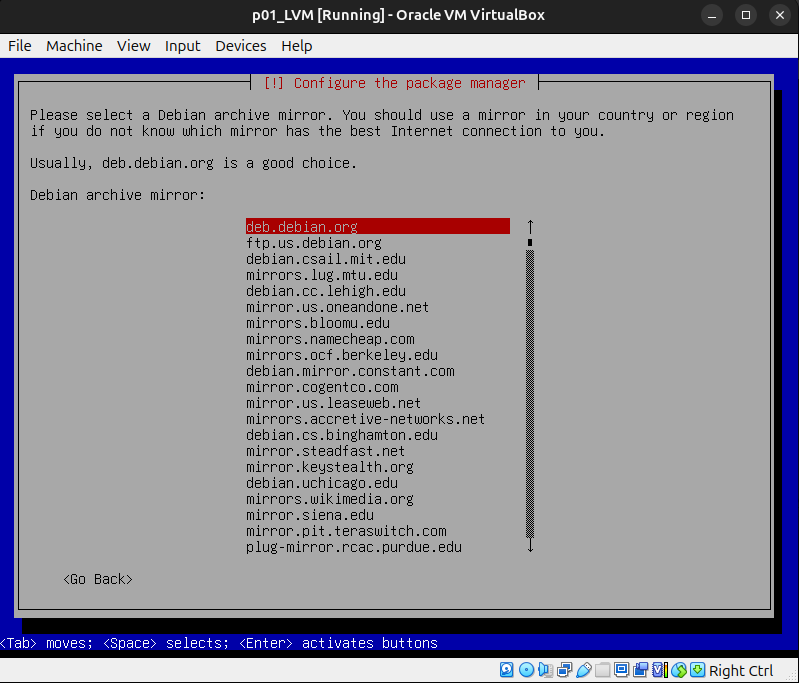 p01_LVM [Running] - Oracle VM VirtualBox
File Machine View Input Devices Help
[!] Configure the package manager
Please select a Debian archive mirror. You should use a mirror in your country or region
if you do not know which mirror has the best Internet connection to you.
Usually, deb.debian.org is a good choice.
Debian archive mirror:
deb.debian.org
ftp.us.debian.org
debian.csail.mit.edu
mirrors.lug.mtu.edu
debian.cc.lehigh.edu
mirror.us.oneandone.net
mirrors.bloomu.edu
mirrors.namecheap.com
mirrors.ocf.berkeley.edu
debian.mirror.constant.com
mirror.cogentco.com
mirror.us.leaseweb.net
mirrors.accretive-networks.net
debian.cs.binghamton.edu
mirror.steadfast.net
mirror.keystealth.org
debian.uchicago.edu
mirrors.wikimedia.org
mirror.siena.edu
mirror.pit.teraswitch.com
plug-mirror.rcac.purdue.edu
<Go Back>
<Tab> moves; <Space> selects; <Enter> activates buttons
Right Ctrl